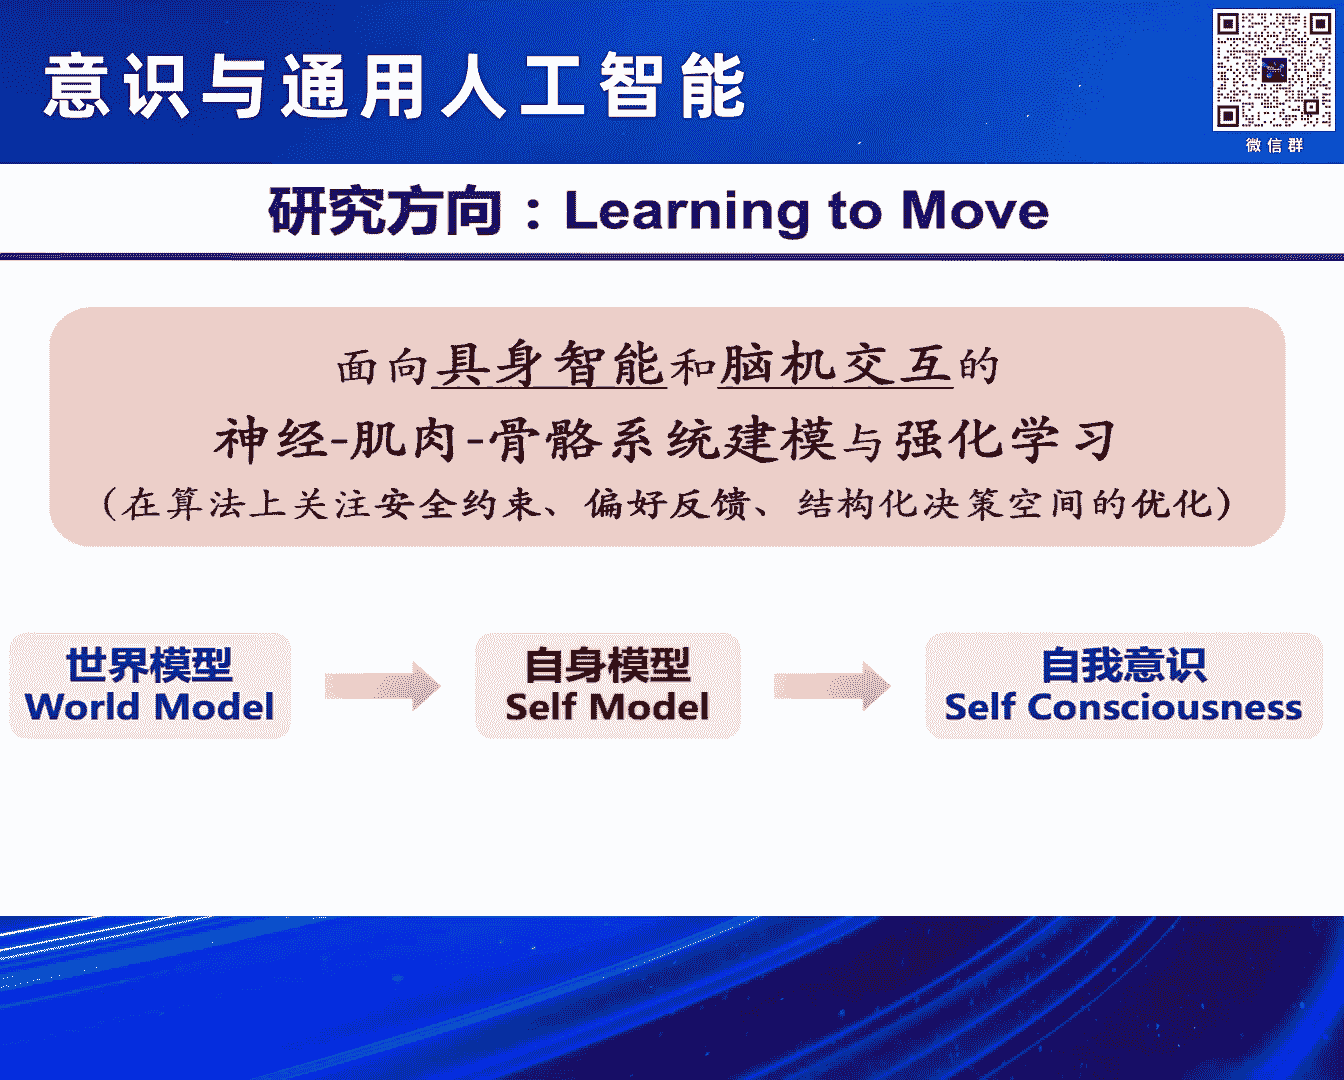 意识与通用人工智能
微信群
研究方向：Learning to Move
面向具身智能和脑机交互的
神经-肌肉-骨骼系统建模与强化学习
（在算法上关注安全约束、偏好反馈、结构化决策空间的优化）
世界模型
World Model
自身模型
Self Model
自我意识
Self Consciousness